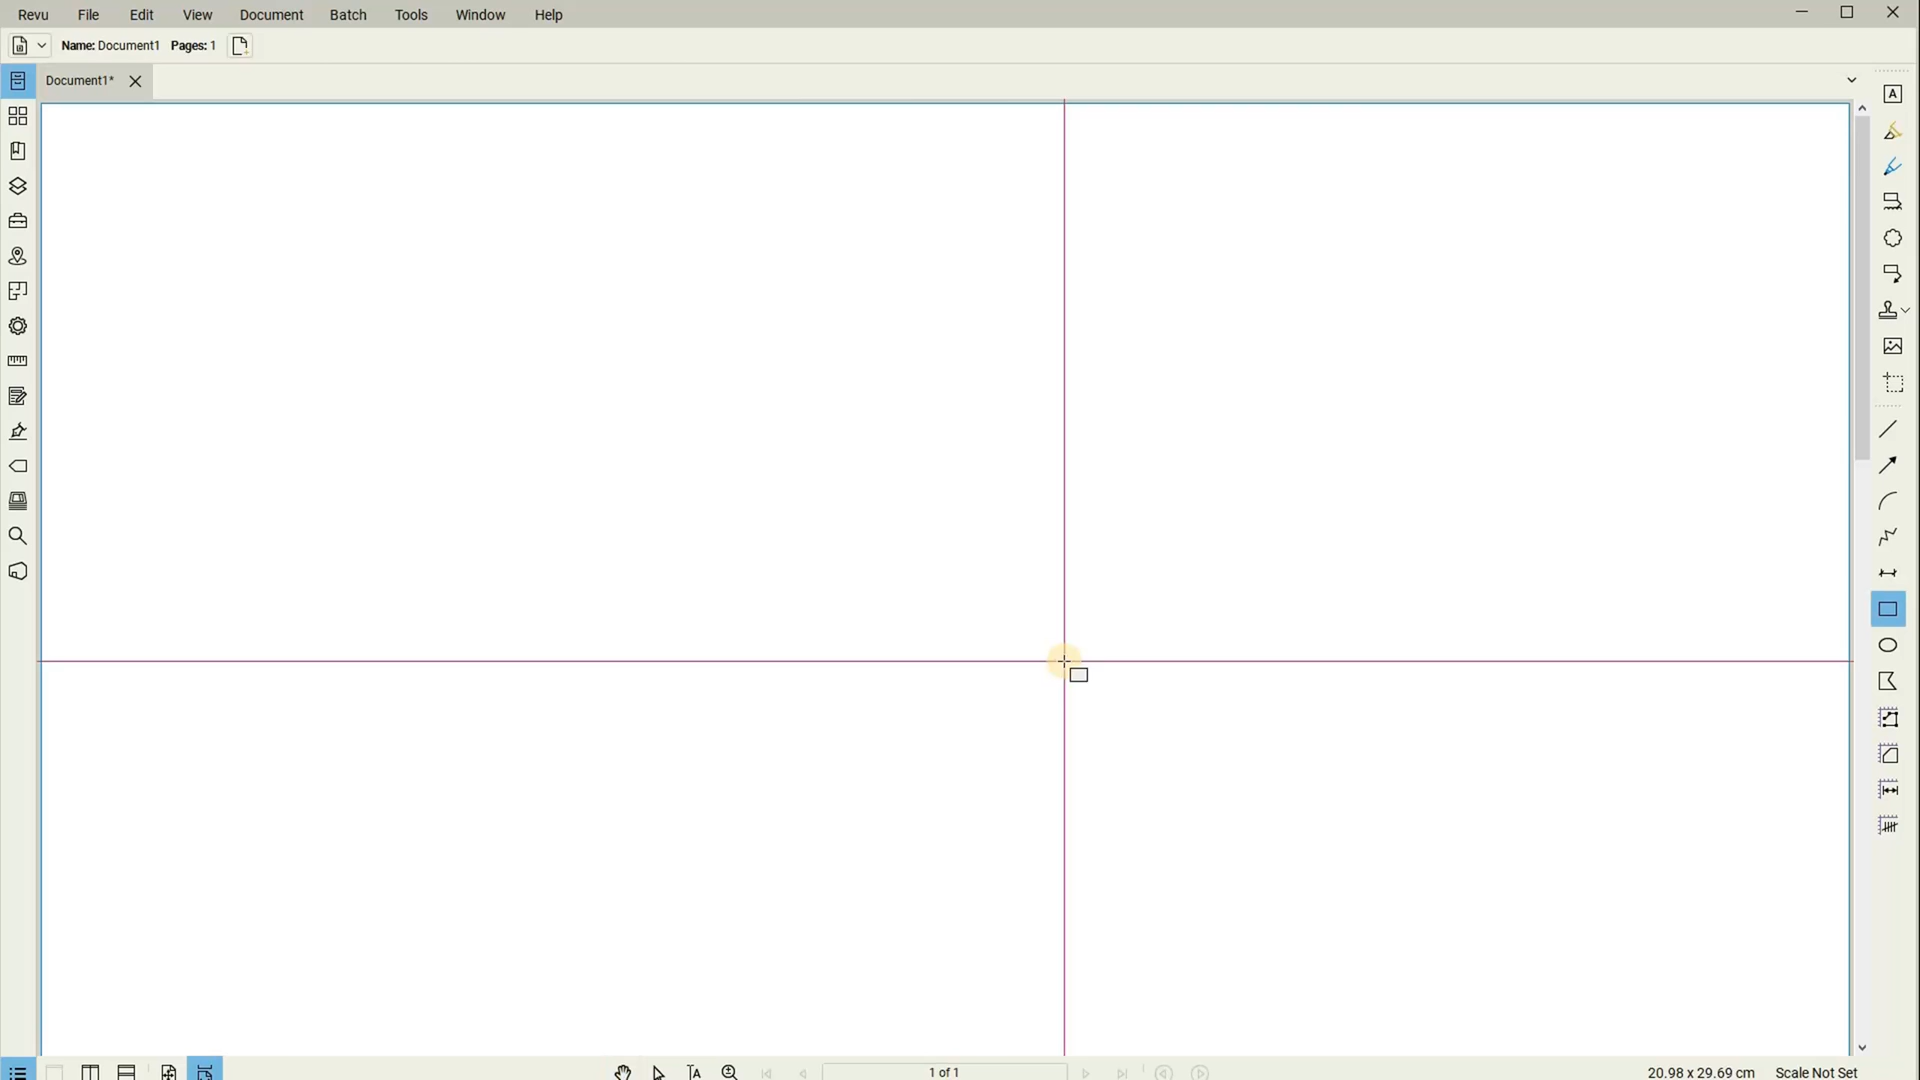 Revu File Edit View Document Batch Tools Window Help
Name: Document1 Pages: 1
Document1*
A
A
1 of 1
20.98 x 29.69 cm Scale Not Set